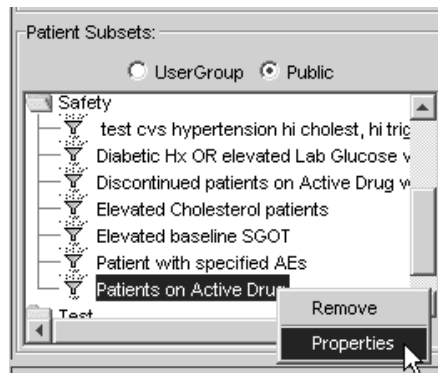 Patient Subsets:
UserGroup Public
Safety
test cvs hypertension hi cholest, hi trig
Diabetic Hx OR elevated Lab Glucose v
Discontinued patients on Active Drug w
Elevated Cholesterol patients
Elevated baseline SGOT
Patient with specified AEs
Patients on Active Drug
Test
Remove
Properties